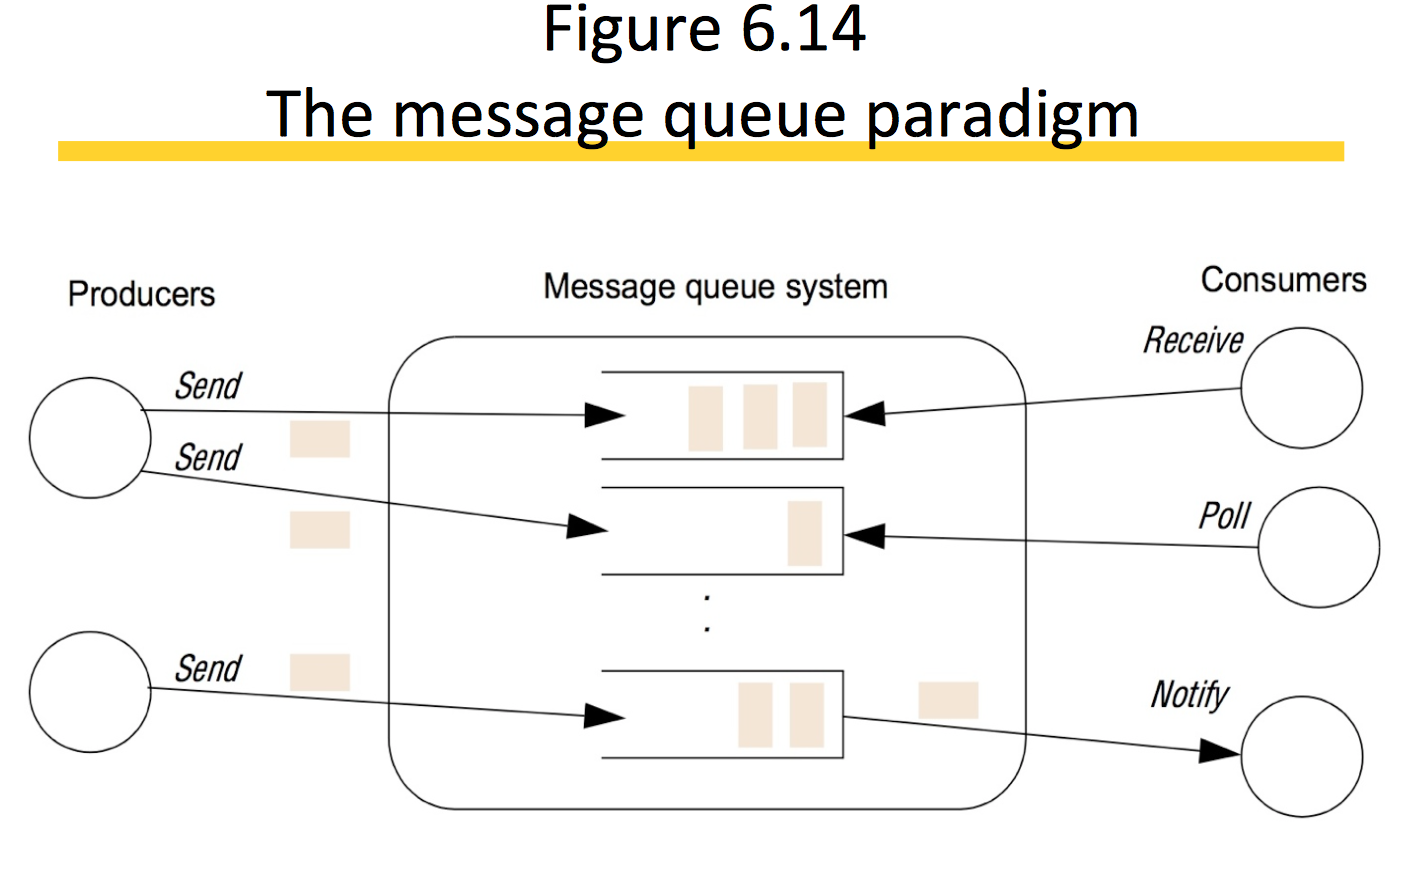 Figure 6.14
The message queue paradigm
Producers
Message queue system
Consumers
Send
Send
Send
Receive
Poll
Notify